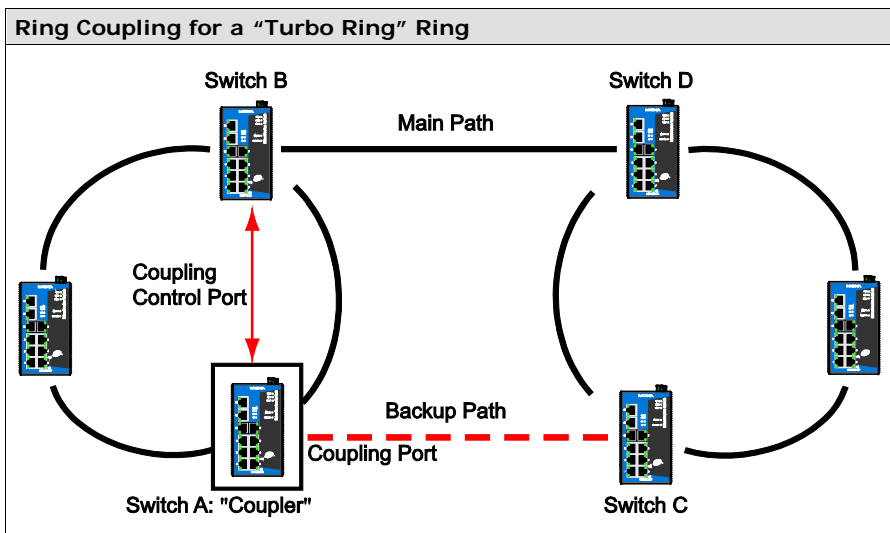 Ring Coupling for a “Turbo Ring” Ring
Switch B
Switch D
Main Path
Coupling
Control Port
Backup Path
Coupling Port
Switch A: "Coupler"
Switch C